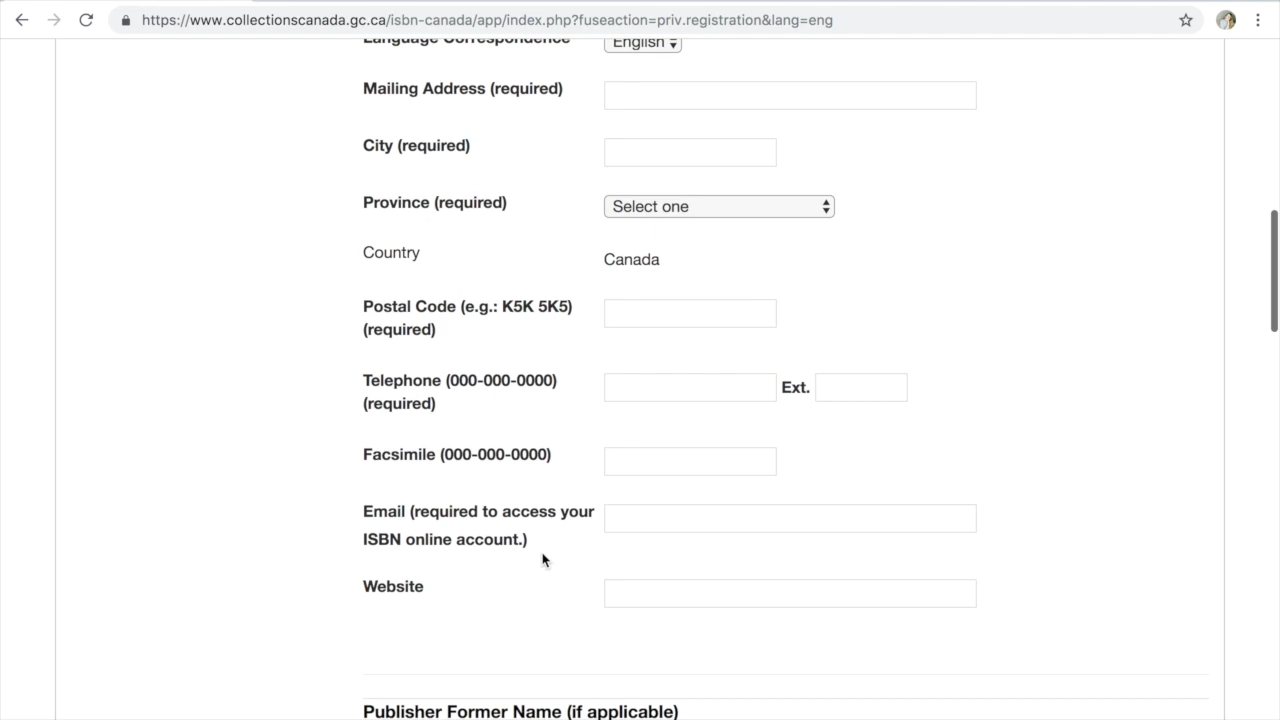 https://www.collectionscanada.gc.ca/isbn-canada/app/index.php?fuseaction=priv.registration&lang=eng
Language Correspondence English
Mailing Address (required)
City (required)
Province (required) Select one
Country Canada
Postal Code (e.g.: K5K 5K5)
(required)
Telephone (000-000-0000) Ext.
(required)
Facsimile (000-000-0000)
Email (required to access your
ISBN online account.)
Website
Publisher Former Name (if applicable)